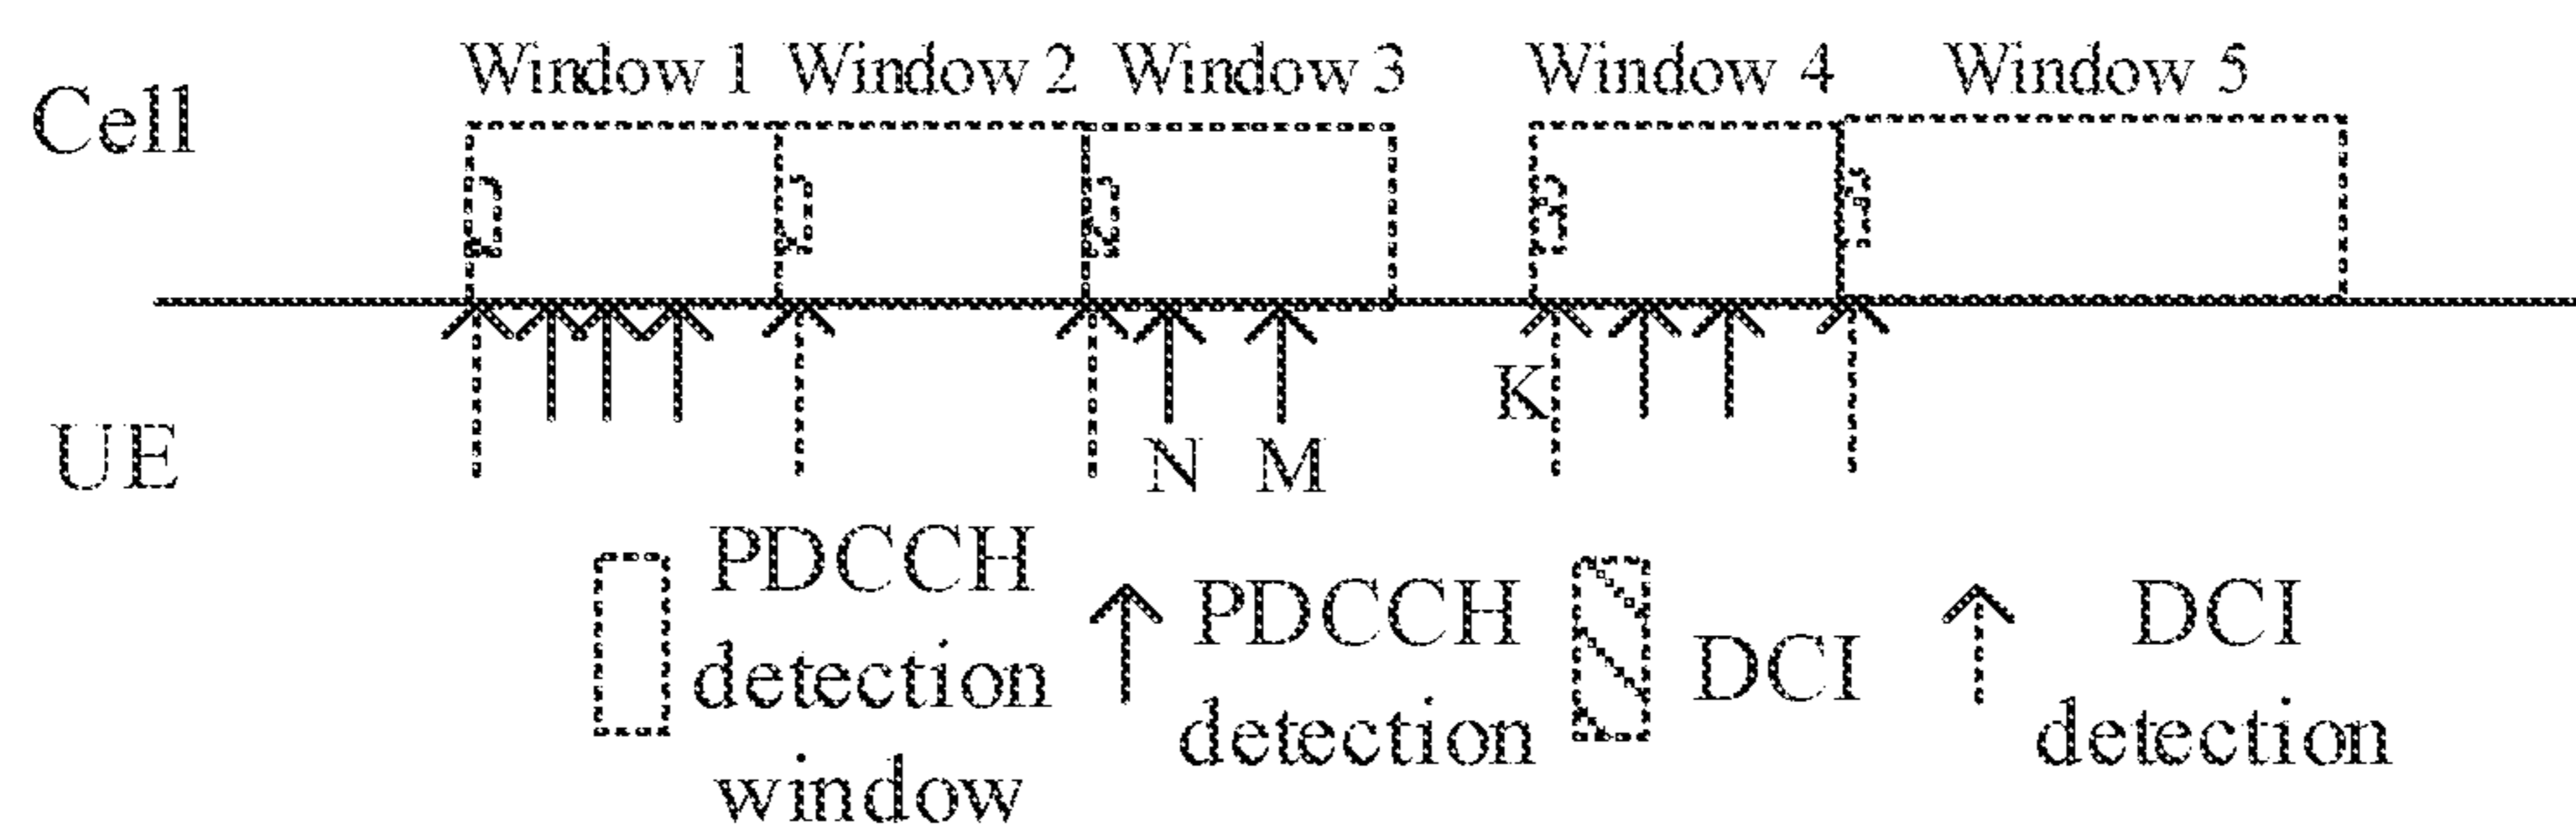 Window 1 Window 2 Window 3 Window 4 Window 5
Cell
K
UE
N M
PDCCH
detection
window
PDCCH
detection
DCI
DCI
detection